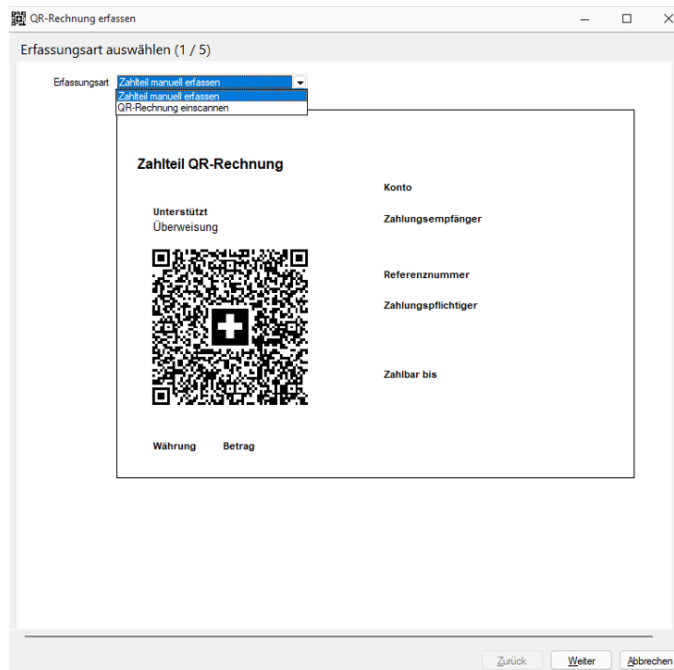 QR-Rechnung erfassen
Erfassungsart auswählen (1 / 5)
Erfassungsart Zahlteil manuell erfassen
Zahlteil manuell erfassen
QR-Rechnung einscannen
Zahlteil QR-Rechnung
Konto
Unterstützt
Überweisung
Zahlungsempfänger
Referenznummer
Zahlungspflichtiger
Zahlbar bis
Währung Betrag
Zurück Weiter Abbrechen